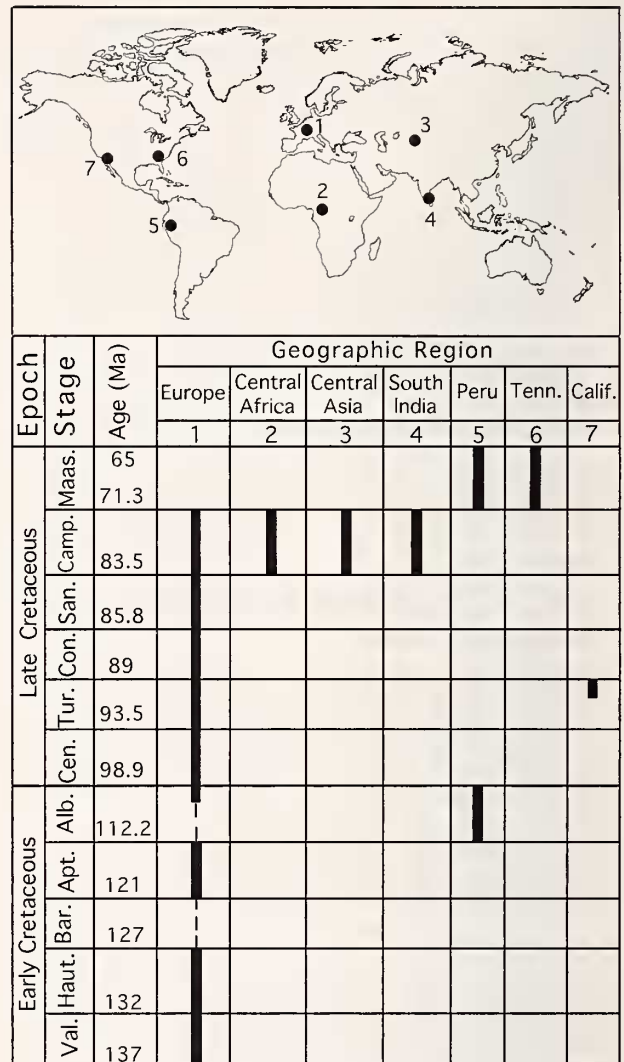 1
3
7
6
2
4
5
Epoch
Stage
Age (Ma)
Geographic Region
Europe
Central Africa
Central Asia
South India
Peru
Tenn.
Calif.
1 2 3 4 5 6 7
Late Cretaceous
Maas.
65
71.3
Camp.
83.5
San.
85.8
Con.
89
Tur.
93.5
Cen.
98.9
Early Cretaceous
Alb.
112.2
Apt.
121
Bar.
127
Haut.
132
Val.
137